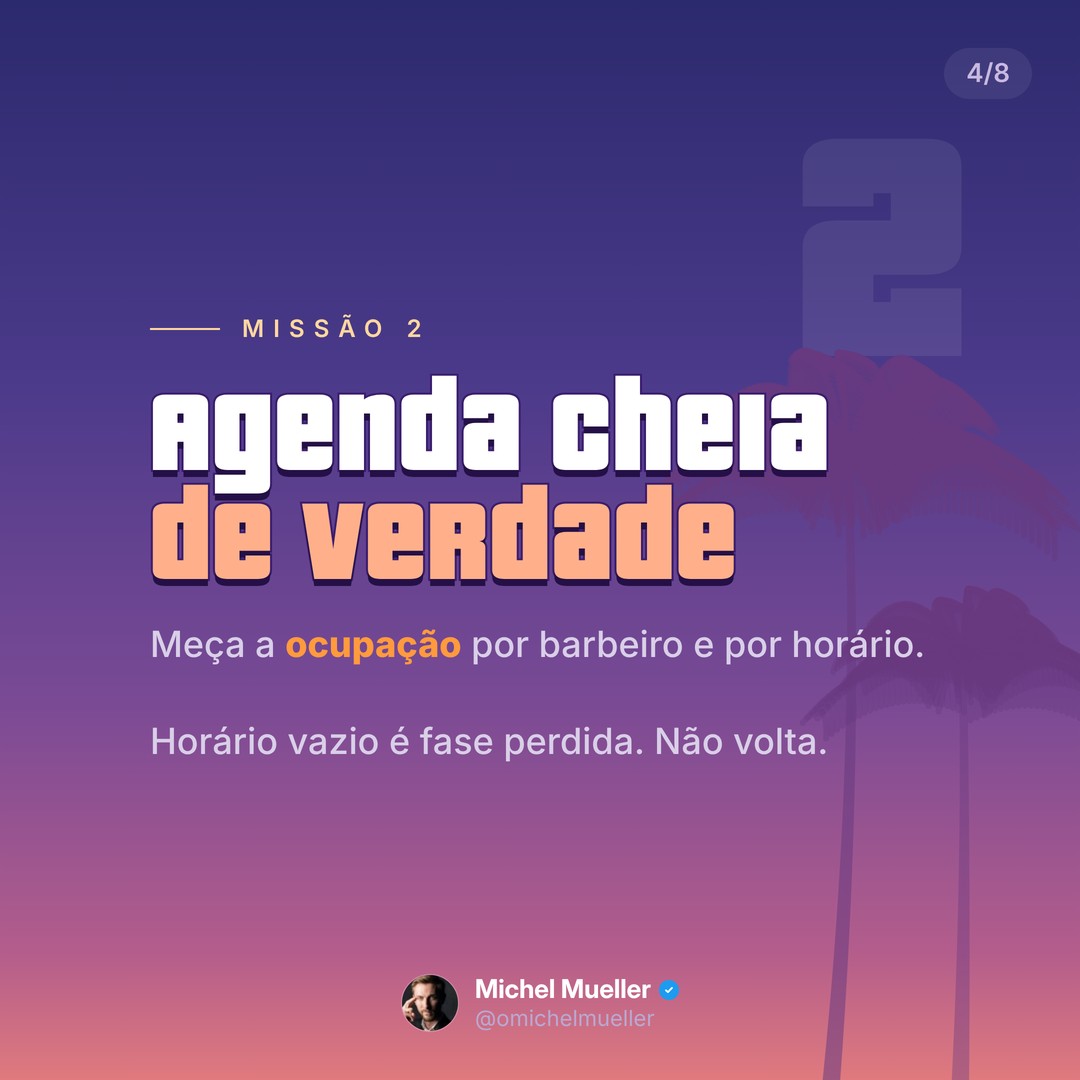 4/8
2
MISSÃO 2
Agenda cheia
de verdade
Meça a ocupação por barbeiro e por horário.
Horário vazio é fase perdida. Não volta.
Michel Mueller
@omichelmueller